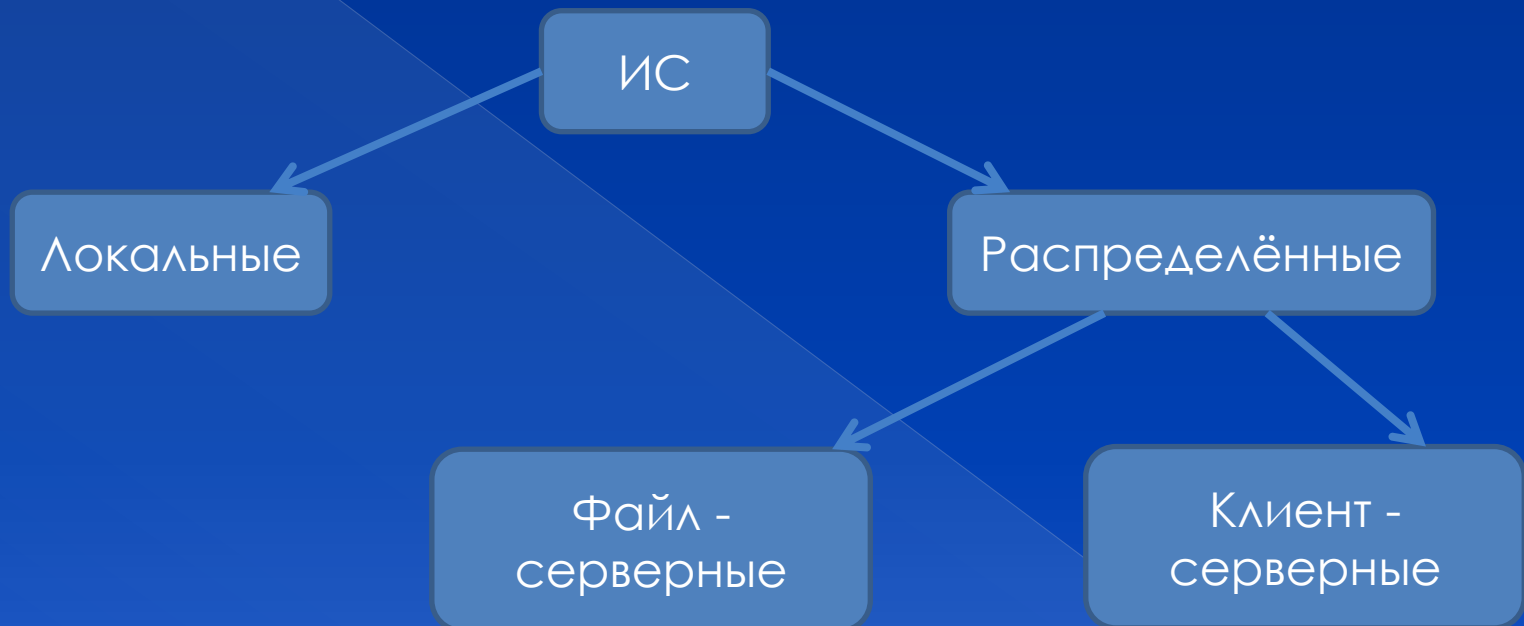 ИС
Локальные
Распределённые
Файл -
серверные
Клиент -
серверные